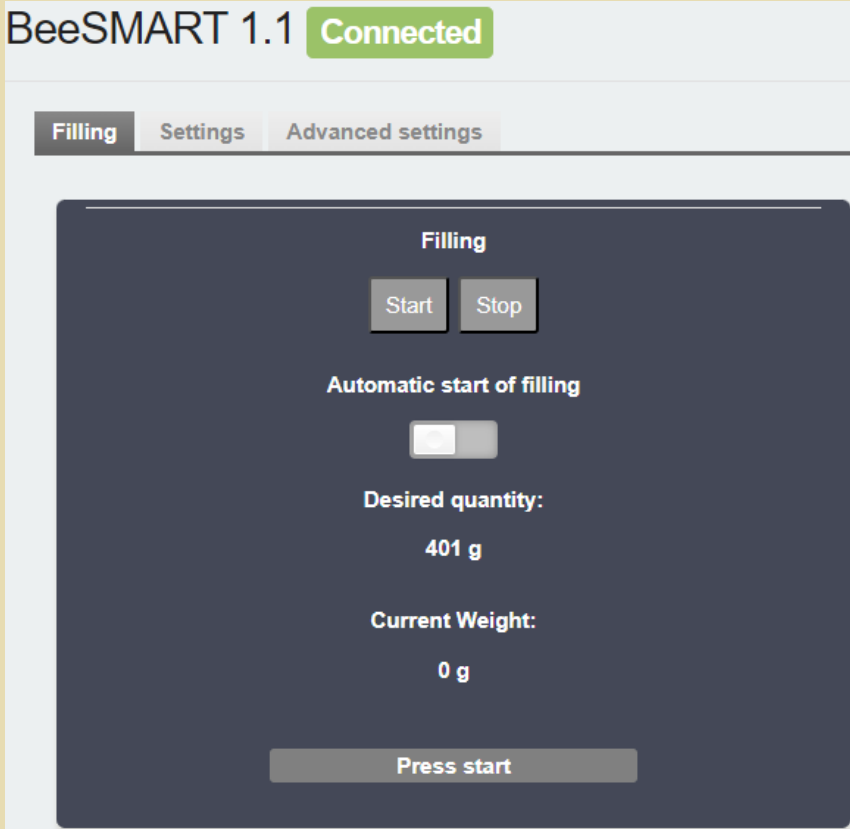 BeeSMART 1.1 Connected
Filling Settings Advanced settings
Filling
Start Stop
Automatic start of filling
Desired quantity:
401 g
Current Weight:
0 g
Press start